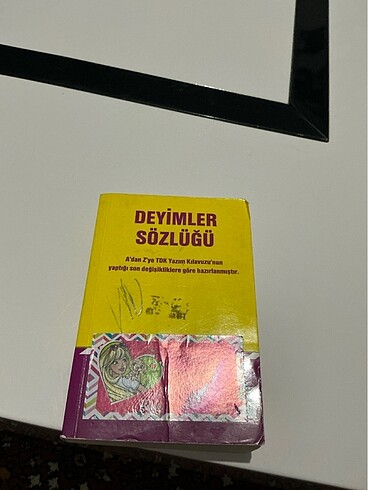 DEYİMLER
SÖZLÜĞÜ
A'dan Z'ye TDK Yazım Kılavuzu'nun
yaptığı son değişikliklere göre hazırlanmıştır.